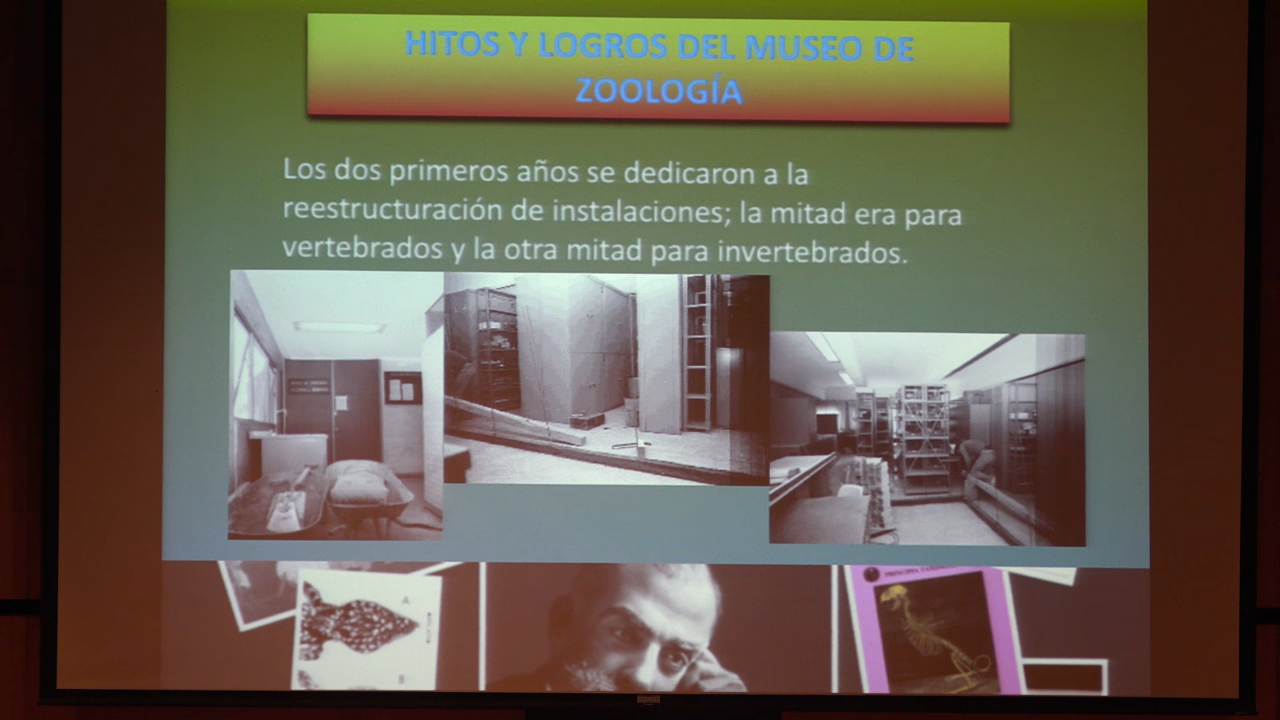 HITOS Y LOGROS DEL MUSEO DE
ZOOLOGÍA
Los dos primeros años se dedicaron a la
reestructuración de instalaciones; la mitad era para
vertebrados y la otra mitad para invertebrados.
A
B